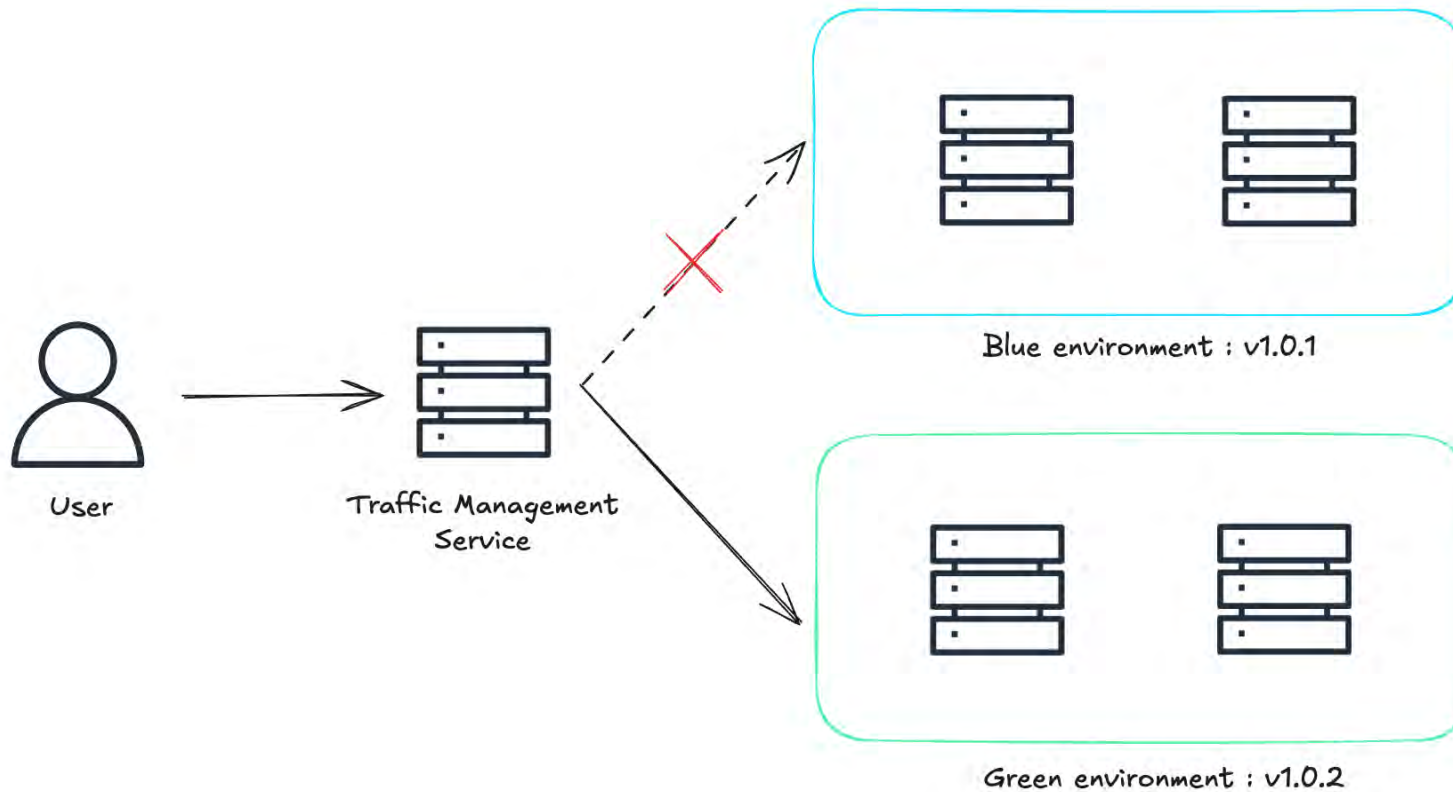 Blue environment : v1.0.1
User
Traffic Management
Service
Green environment : v1.0.2